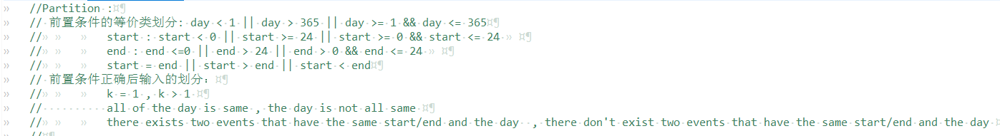 //Partition :
// 前置条件的等价类划分: day < 1 || day > 365 || day >= 1 && day <= 365
// start : start < 0 || start >= 24 || start >= 0 && start <= 24
// end : end <=0 || end > 24 || end > 0 && end <= 24
// start = end || start > end || start < end
// 前置条件正确后输入的划分：
// k = 1 , k > 1
// all of the day is same , the day is not all same
// there exists two events that have the same start/end and the day , there don't exist two events that have the same start/end and the day
//